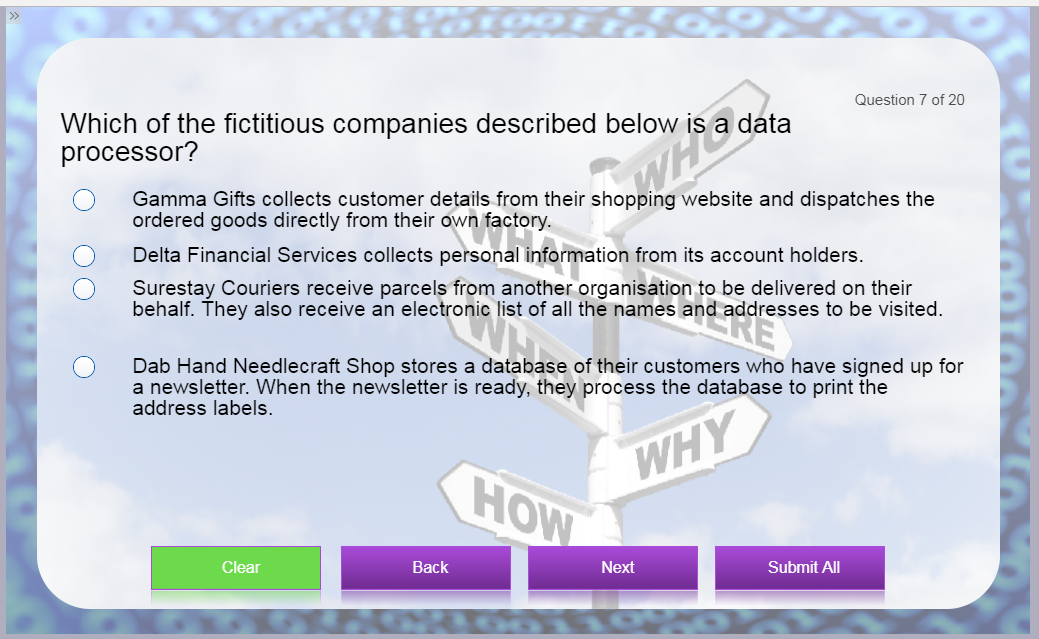 »
Question 7 of 20
Which of the fictitious companies described below is a data
processor?
Gamma Gifts collects customer details from their shopping website and dispatches the
ordered goods directly from their own factory.
Delta Financial Services collects personal information from its account holders.
Surestay Couriers receive parcels from another organisation to be delivered on their
behalf. They also receive an electronic list of all the names and addresses to be visited.
Dab Hand Needlecraft Shop stores a database of their customers who have signed up for
a newsletter. When the newsletter is ready, they process the database to print the
address labels.
WHO
WHAT
WHERE
WHEN
WHY
HOW
Clear
Back
Next
Submit All